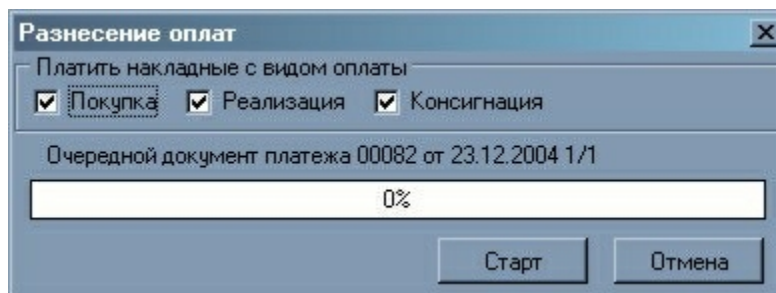 Разнесение оплат
Платить накладные с видом оплаты
Покупка Реализация Консигнация
Очередной документ платежа 00082 от 23.12.2004 1/1
0%
Старт Отмена